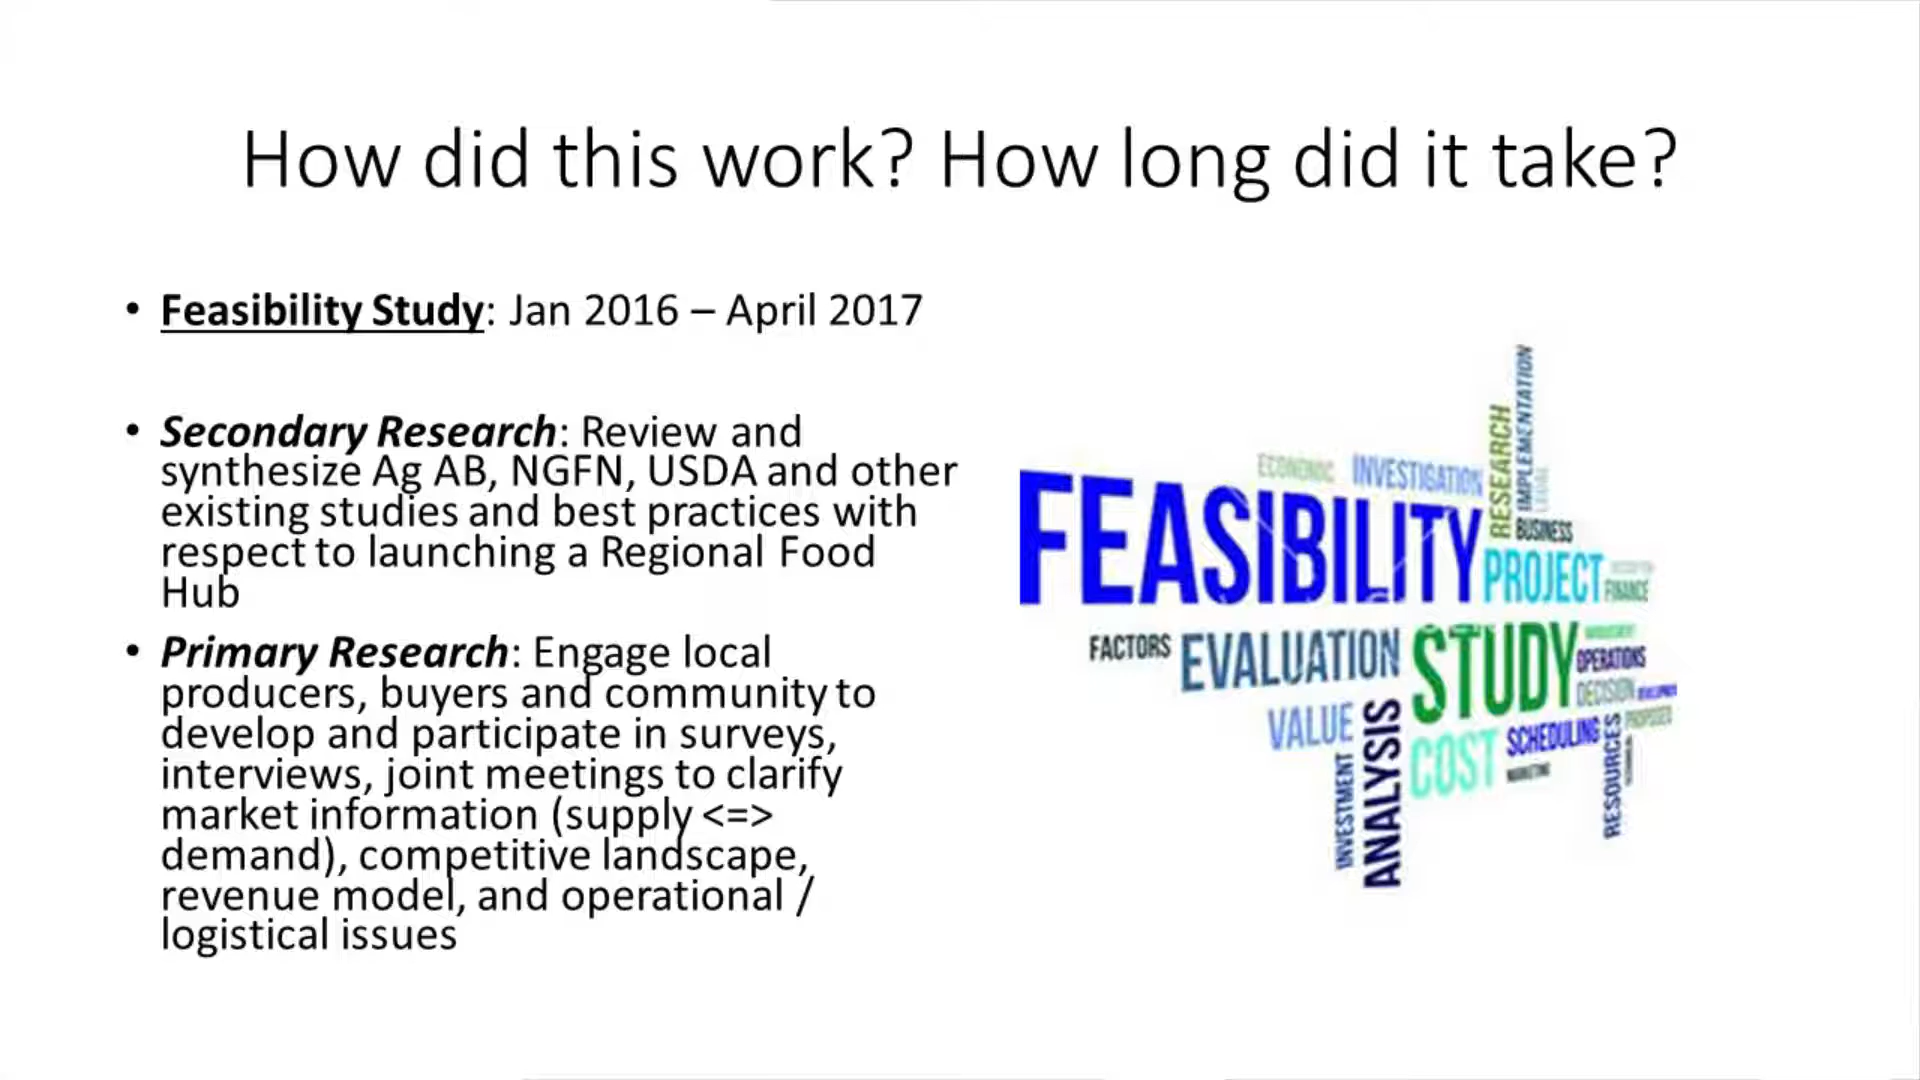 How did this work? How long did it take?
• Feasibility Study: Jan 2016 – April 2017
• Secondary Research: Review and
synthesize Ag AB, NGFN, USDA and other
existing studies and best practices with
respect to launching a Regional Food
Hub
• Primary Research: Engage local
producers, buyers and community to
develop and participate in surveys,
interviews, joint meetings to clarify
market information (supply <=>
demand), competitive landscape,
revenue model, and operational /
logistical issues
IMPLEMENTATION
RESEARCH
ECONOMIC
INVESTIGATION
LEGAL
BUSINESS
FEASIBILITY
PROJECT
FINANCE
FACTORS
EVALUATION
STUDY
OPERATIONS
DECISION
DEVELOPMENT
VALUE
ANALYSIS
COST
SCHEDULING
PROPOSED
MARKETING
INVESTMENT
RESOURCES